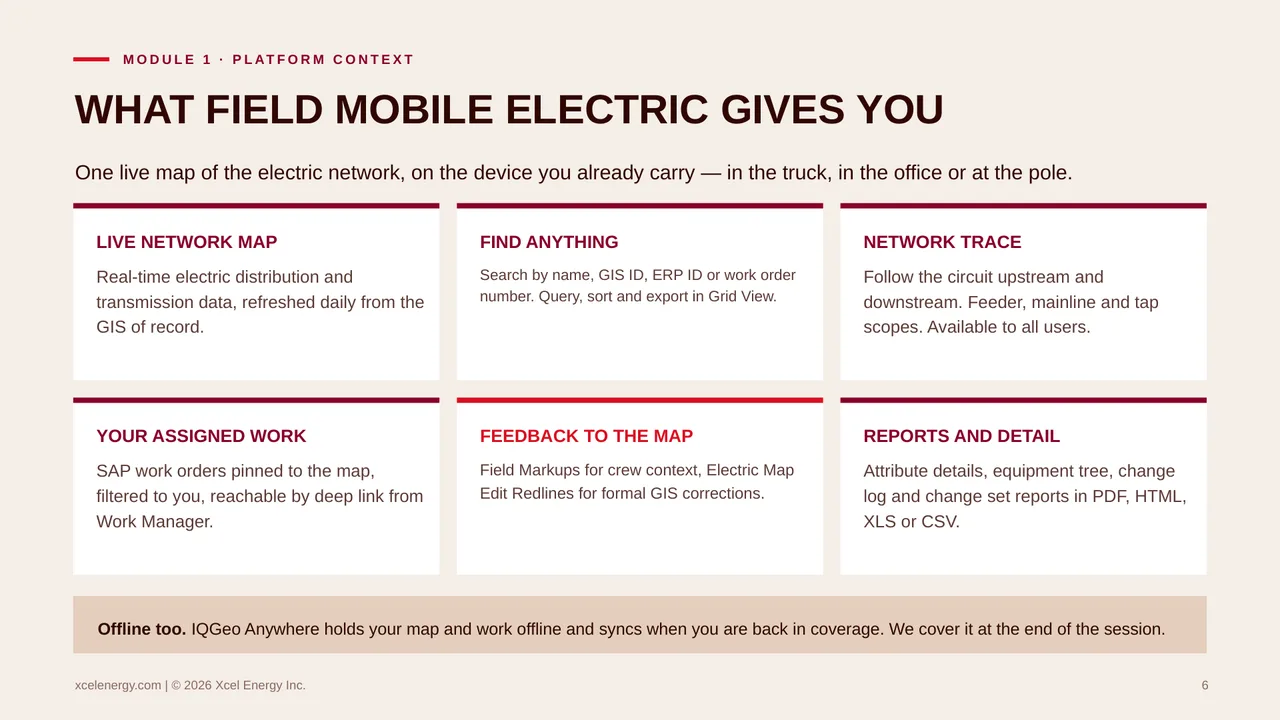 MODULE 1 · PLATFORM CONTEXT
WHAT FIELD MOBILE ELECTRIC GIVES YOU
One live map of the electric network, on the device you already carry — in the truck, in the office or at the pole.
LIVE NETWORK MAP
Real-time electric distribution and
transmission data, refreshed daily from the
GIS of record.
FIND ANYTHING
Search by name, GIS ID, ERP ID or work order
number. Query, sort and export in Grid View.
NETWORK TRACE
Follow the circuit upstream and
downstream. Feeder, mainline and tap
scopes. Available to all users.
YOUR ASSIGNED WORK
SAP work orders pinned to the map,
filtered to you, reachable by deep link from
Work Manager.
FEEDBACK TO THE MAP
Field Markups for crew context, Electric Map
Edit Redlines for formal GIS corrections.
REPORTS AND DETAIL
Attribute details, equipment tree, change
log and change set reports in PDF, HTML,
XLS or CSV.
Offline too. IQGeo Anywhere holds your map and work offline and syncs when you are back in coverage. We cover it at the end of the session.
xcelenergy.com | © 2026 Xcel Energy Inc.
6